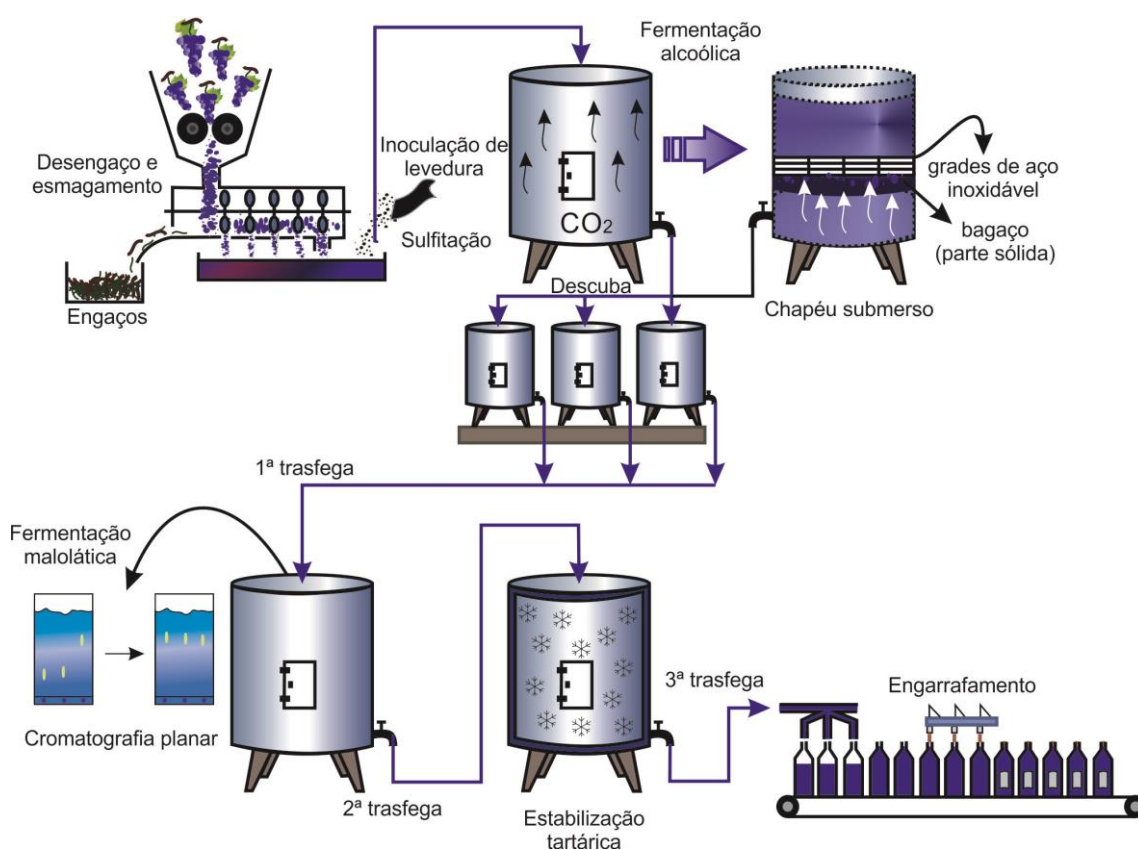 Fermentação
alcoólica
Desengaço e
esmagamento
Inoculação de
levedura
Sulfitação
CO2
grades de aço
inoxidável
bagaço
(parte sólida)
Engaços
Descuba
Chapéu submerso
1ª trasfega
Fermentação
malolática
3ª trasfega
Engarrafamento
Cromatografia planar
2ª trasfega
Estabilização
tartárica